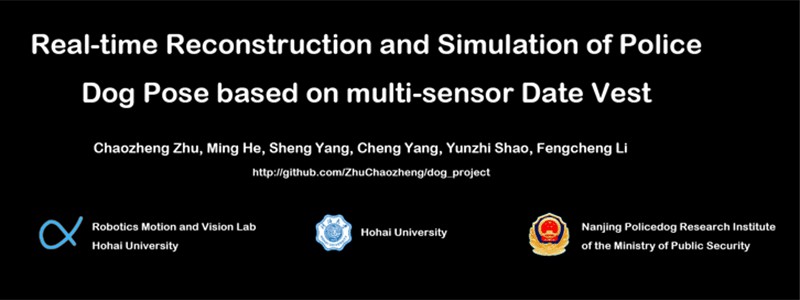 Real-time Reconstruction and Simulation of Police
Dog Pose based on multi-sensor Date Vest
Chaozheng Zhu, Ming He, Sheng Yang, Cheng Yang, Yunzhi Shao, Fengcheng Li
http://github.com/ZhuChaozheng/dog_project
Robotics Motion and Vision Lab
Hohai University
Hohai University
Nanjing Policedog Research Institute
of the Ministry of Public Security